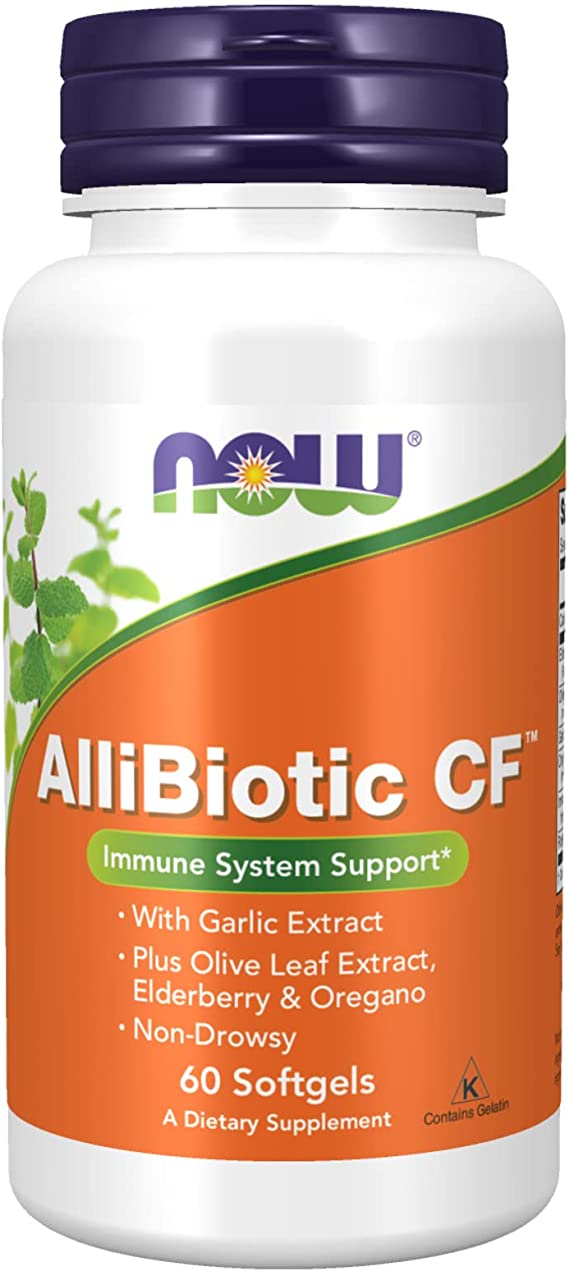 NOW®
AlliBiotic CF™
Immune System Support*
· With Garlic Extract
· Plus Olive Leaf Extract,
Elderberry & Oregano
· Non-Drowsy
60 Softgels
A Dietary Supplement
K
Contains Gelatin